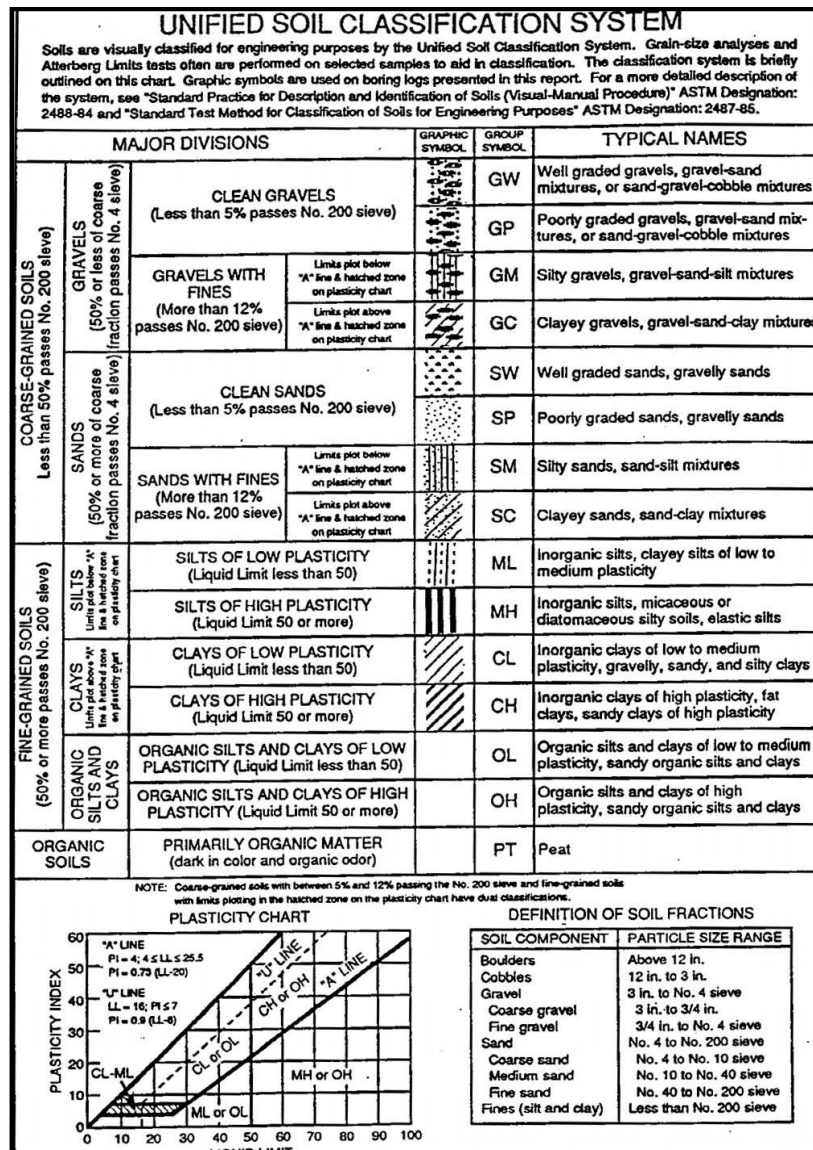 UNIFIED SOIL CLASSIFICATION SYSTEM
Soils are visually classified for engineering purposes by the Unified Soil Classification System. Grain-size analyses and
Atterberg Limits tests often are performed on selected samples to aid in classification. The classification system is briefly
outlined on this chart. Graphic symbols are used on boring logs presented in this report. For a more detailed description of
the system, see "Standard Practice for Description and Identification of Soils (Visual-Manual Procedure)" ASTM Designation:
2488-84 and "Standard Test Method for Classification of Soils for Engineering Purposes" ASTM Designation: 2487-85.
MAJOR DIVISIONS
GRAPHIC
SYMBOL
GROUP
SYMBOL
TYPICAL NAMES
COARSE-GRAINED SOILS
Less than 50% passes No. 200 sieve)
GRAVELS
(50% or less of coarse
fraction passes No. 4 sieve)
CLEAN GRAVELS
(Less than 5% passes No. 200 sieve)
GW
Well graded gravels, gravel-sand
mixtures, or sand-gravel-cobble mixtures
GP
Poorly graded gravels, gravel-sand mix-
tures, or sand-gravel-cobble mixtures
GRAVELS WITH
FINES
(More than 12%
passes No. 200 sieve)
Limits plot below
"A" line & hatched zone
on plasticity chart
GM
Silty gravels, gravel-sand-silt mixtures
Limits plot above
"A" line & hatched zone
on plasticity chart
GC
Clayey gravels, gravel-sand-clay mixtures
SANDS
(50% or more of coarse
fraction passes No. 4 sieve)
CLEAN SANDS
(Less than 5% passes No. 200 sieve)
SW
Well graded sands, gravelly sands
SP
Poorly graded sands, gravelly sands
SANDS WITH FINES
(More than 12%
passes No. 200 sieve)
Limits plot below
"A" line & hatched zone
on plasticity chart
SM
Silty sands, sand-silt mixtures
Limits plot above
"A" line & hatched zone
on plasticity chart
SC
Clayey sands, sand-clay mixtures
FINE-GRAINED SOILS
(50% or more passes No. 200 sieve)
SILTS
Limits plot below "A"
line & hatched zone
on plasticity chart
SILTS OF LOW PLASTICITY
(Liquid Limit less than 50)
ML
Inorganic silts, clayey silts of low to
medium plasticity
SILTS OF HIGH PLASTICITY
(Liquid Limit 50 or more)
MH
Inorganic silts, micaceous or
diatomaceous silty soils, elastic silts
CLAYS
Limits plot above "A"
line & hatched zone
on plasticity chart
CLAYS OF LOW PLASTICITY
(Liquid Limit less than 50)
CL
Inorganic clays of low to medium
plasticity, gravelly, sandy, and silty clays
CLAYS OF HIGH PLASTICITY
(Liquid Limit 50 or more)
CH
Inorganic clays of high plasticity, fat
clays, sandy clays of high plasticity
ORGANIC
SILTS AND
CLAYS
ORGANIC SILTS AND CLAYS OF LOW
PLASTICITY (Liquid Limit less than 50)
OL
Organic silts and clays of low to medium
plasticity, sandy organic silts and clays
ORGANIC SILTS AND CLAYS OF HIGH
PLASTICITY (Liquid Limit 50 or more)
OH
Organic silts and clays of high
plasticity, sandy organic silts and clays
ORGANIC
SOILS
PRIMARILY ORGANIC MATTER
(dark in color and organic odor)
PT
Peat
NOTE: Coarse-grained soils with between 5% and 12% passing the No. 200 sieve and fine-grained soils
with limits plotting in the hatched zone on the plasticity chart have dual classifications.
PLASTICITY CHART
PLASTICITY INDEX
60
50
40
30
20
10
0
"A" LINE
PI = 4; 4 ≤ LL ≤ 25.5
PI = 0.73 (LL-20)
"U" LINE
LL = 16; PI ≤ 7
PI = 0.9 (LL-8)
"U" LINE
CH or OH
"A" LINE
CL or OL
CL-ML
ML or OL
MH or OH
0 10 20 30 40 50 60 70 80 90 100
LIQUID LIMIT
DEFINITION OF SOIL FRACTIONS
SOIL COMPONENT PARTICLE SIZE RANGE
Boulders Above 12 in.
Cobbles 12 in. to 3 in.
Gravel 3 in. to No. 4 sieve
Coarse gravel 3 in. to 3/4 in.
Fine gravel 3/4 in. to No. 4 sieve
Sand No. 4 to No. 200 sieve
Coarse sand No. 4 to No. 10 sieve
Medium sand No. 10 to No. 40 sieve
Fine sand No. 40 to No. 200 sieve
Fines (silt and clay) Less than No. 200 sieve